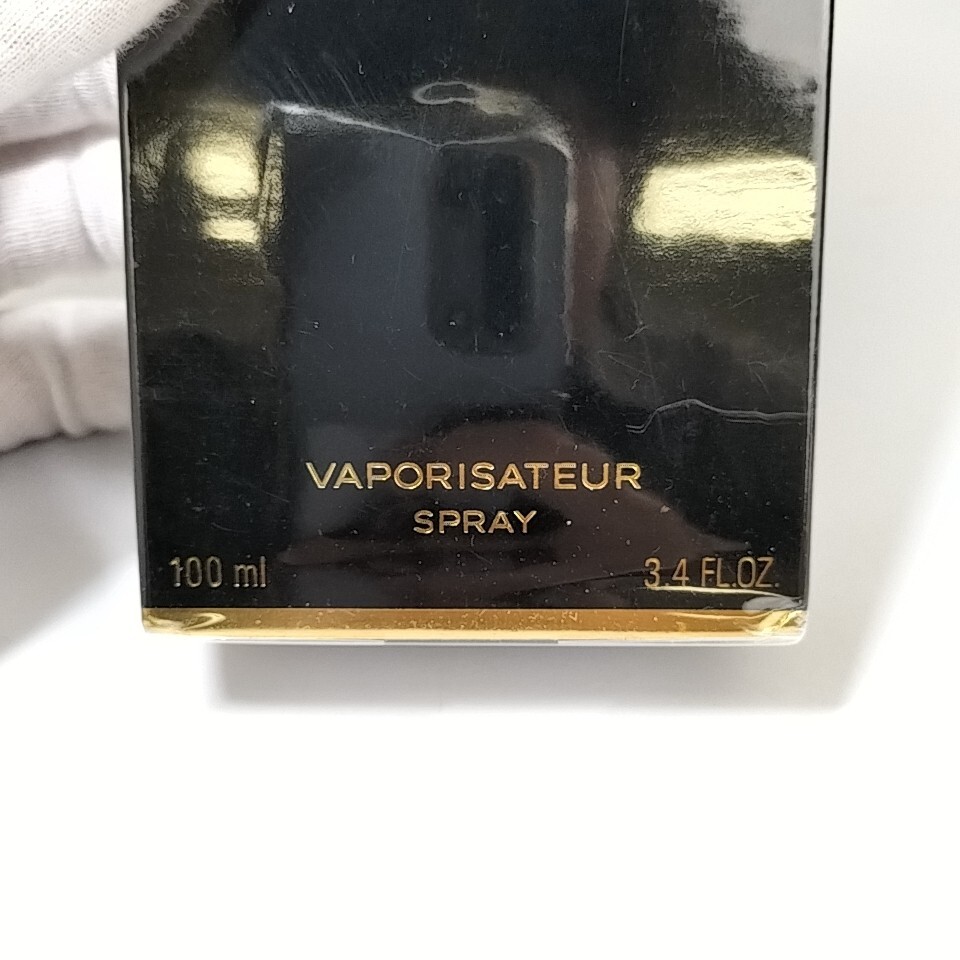 VAPORISATEUR
SPRAY
100 ml
3.4 FL.OZ.